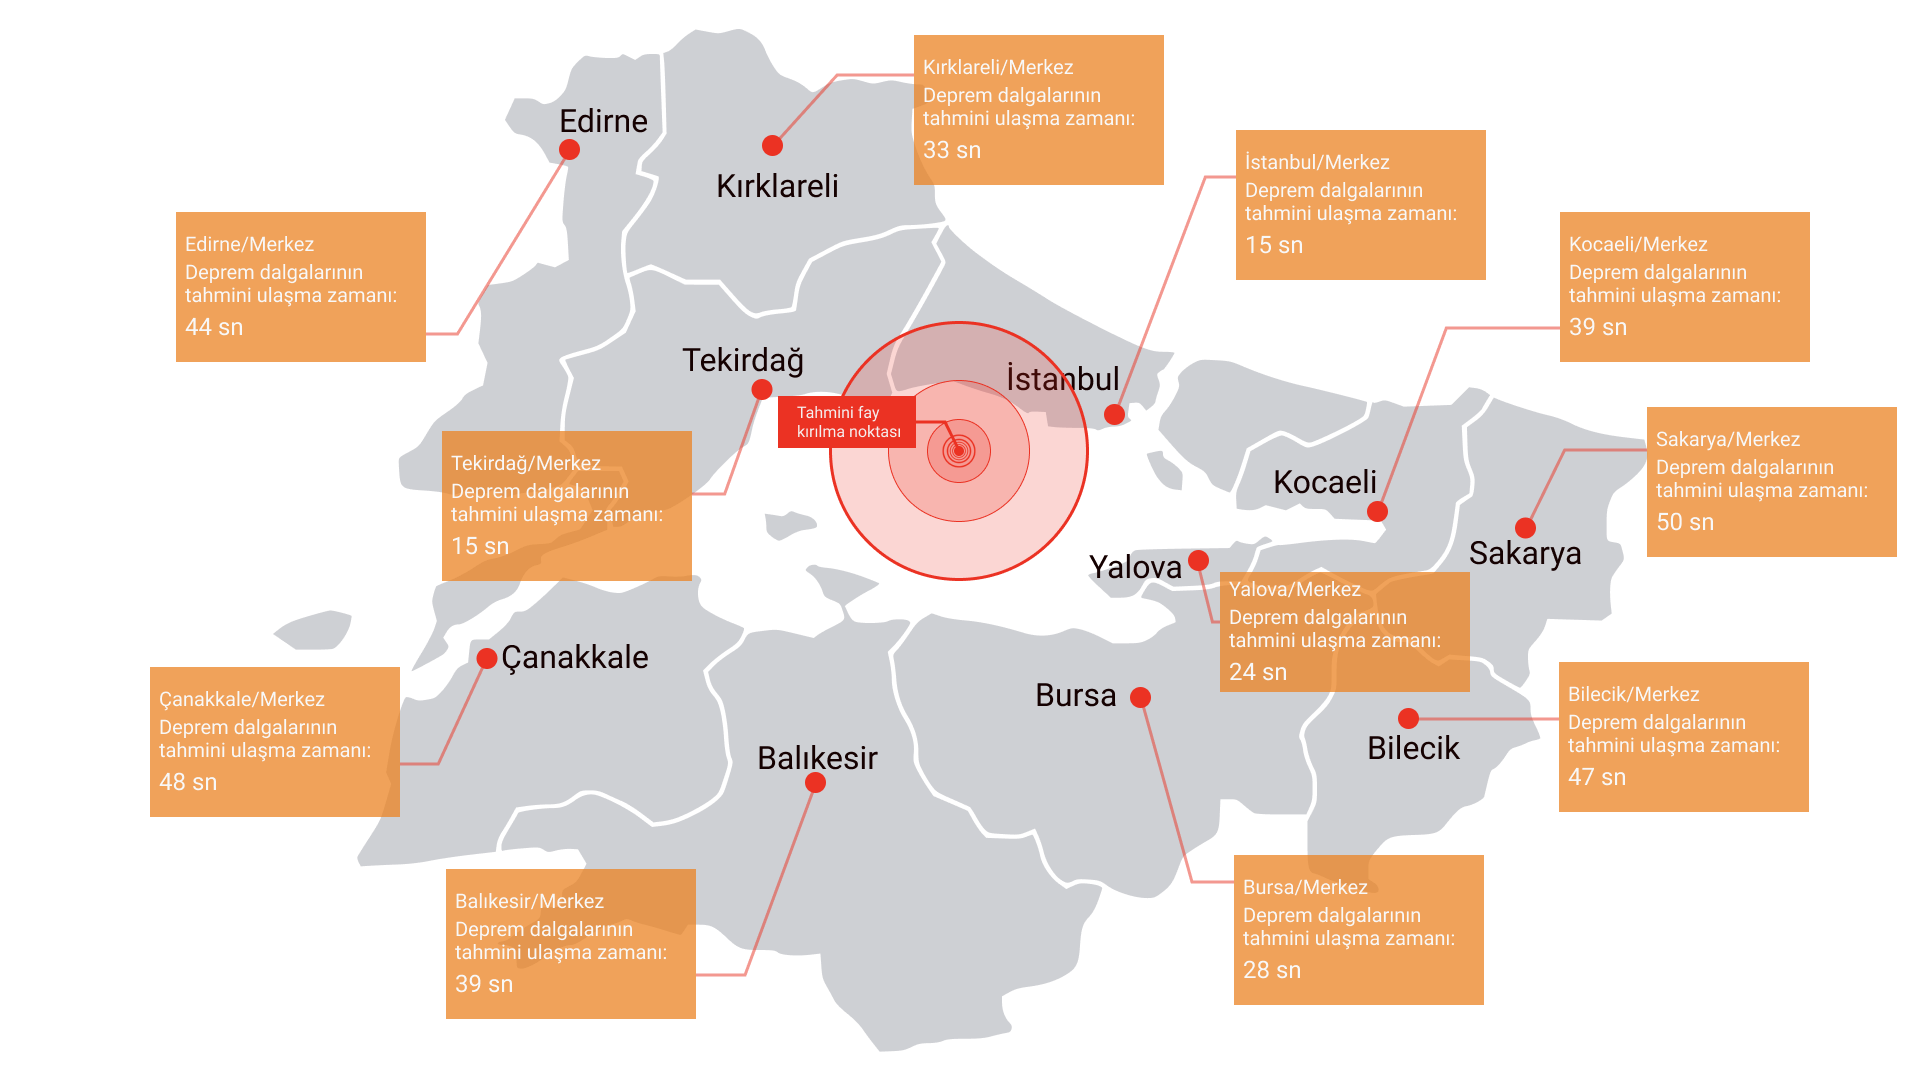 Kırklareli/Merkez
Deprem dalgalarının
tahmini ulaşma zamanı:
33 sn
Edirne
Kırklareli
İstanbul/Merkez
Deprem dalgalarının
tahmini ulaşma zamanı:
15 sn
Edirne/Merkez
Deprem dalgalarının
tahmini ulaşma zamanı:
44 sn
Kocaeli/Merkez
Deprem dalgalarının
tahmini ulaşma zamanı:
39 sn
Tekirdağ
İstanbul
Tahmini fay
kırılma noktası
Tekirdağ/Merkez
Deprem dalgalarının
tahmini ulaşma zamanı:
15 sn
Kocaeli
Sakarya/Merkez
Deprem dalgalarının
tahmini ulaşma zamanı:
50 sn
Sakarya
Yalova
Yalova/Merkez
Deprem dalgalarının
tahmini ulaşma zamanı:
24 sn
Çanakkale
Çanakkale/Merkez
Deprem dalgalarının
tahmini ulaşma zamanı:
48 sn
Bursa
Bilecik/Merkez
Deprem dalgalarının
tahmini ulaşma zamanı:
47 sn
Bilecik
Balıkesir
Balıkesir/Merkez
Deprem dalgalarının
tahmini ulaşma zamanı:
39 sn
Bursa/Merkez
Deprem dalgalarının
tahmini ulaşma zamanı:
28 sn